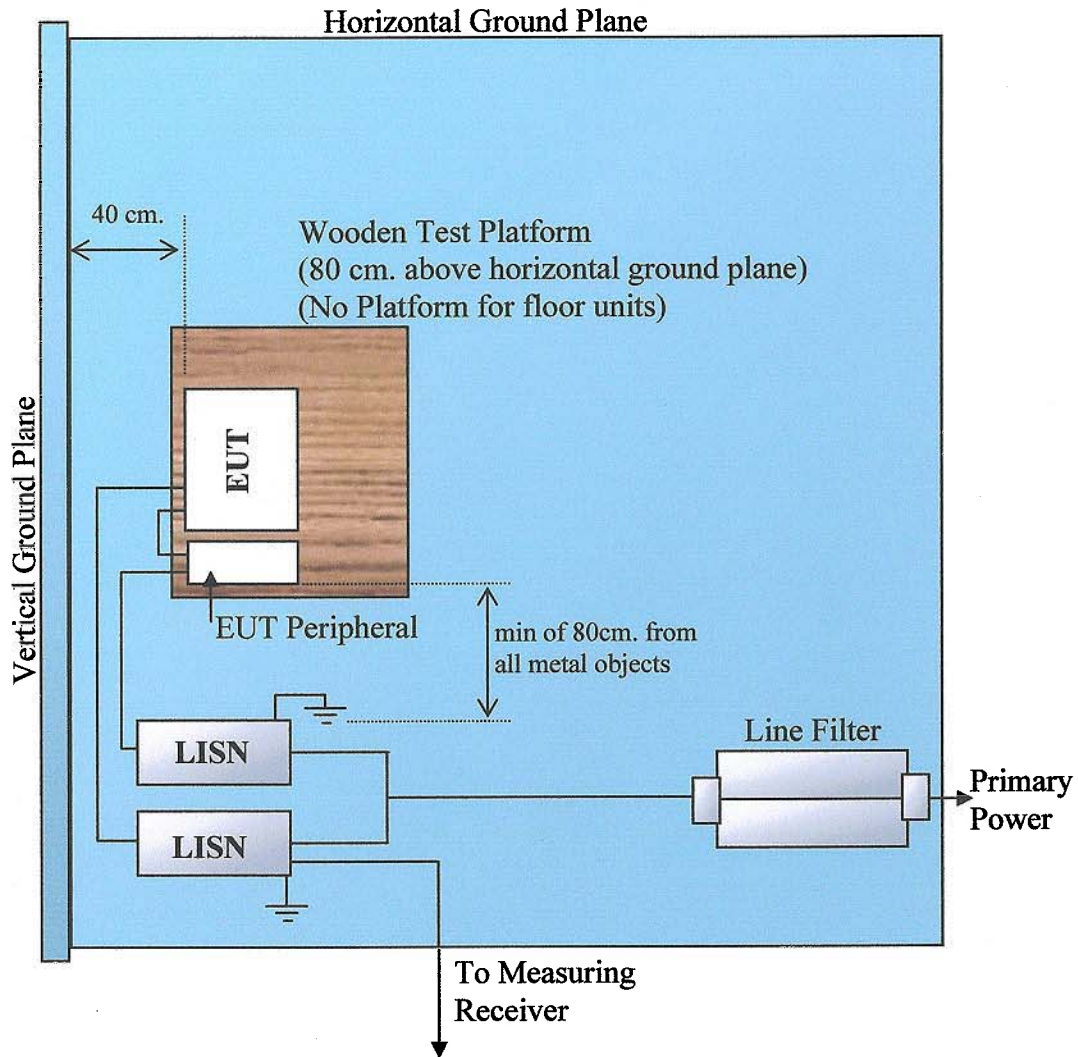 Horizontal Ground Plane
40 cm.
Wooden Test Platform
(80 cm. above horizontal ground plane)
(No Platform for floor units)
Vertical Ground Plane
EUT
EUT Peripheral
min of 80cm. from
all metal objects
LISN
Line Filter
Primary
Power
LISN
To Measuring
Receiver